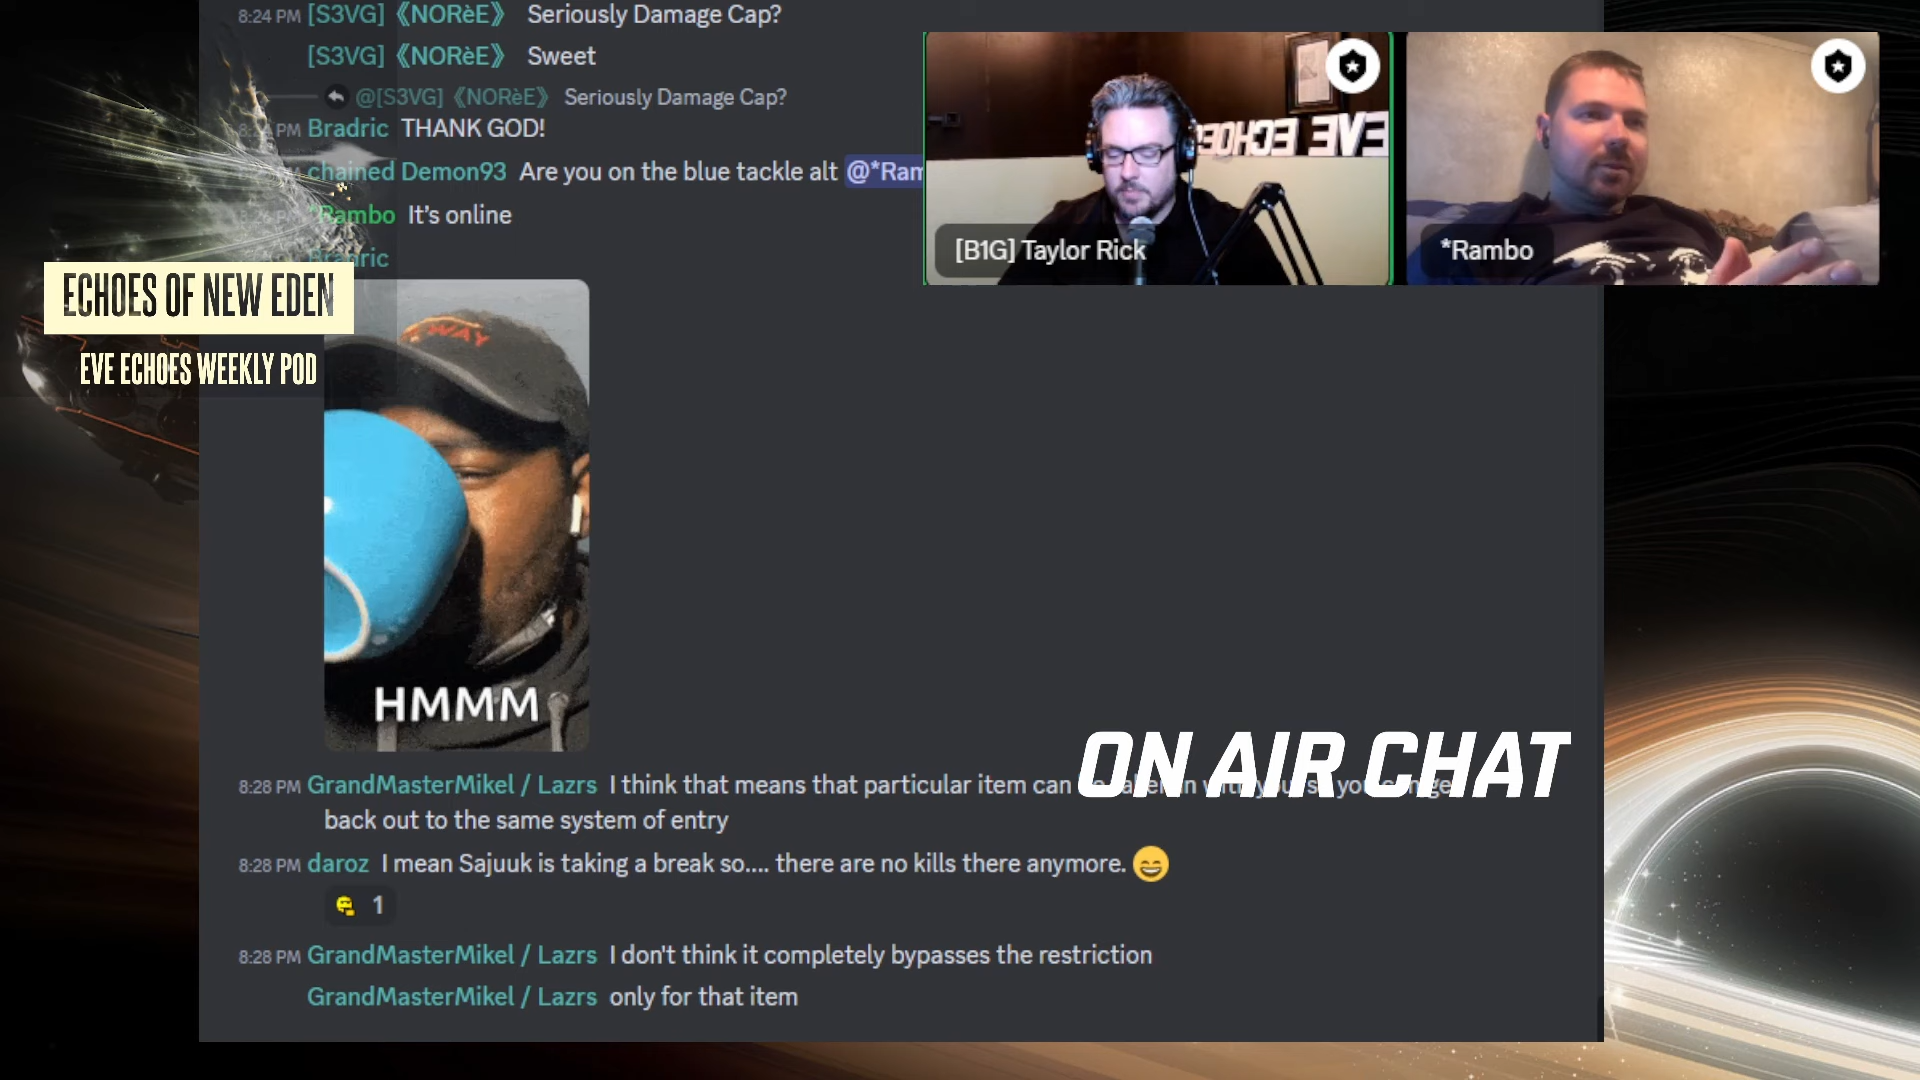 8:24 PM [S3VG]《NORèE》 Seriously Damage Cap?
[S3VG]《NORèE》 Sweet
@[S3VG]《NORèE》 Seriously Damage Cap?
PM Bradric THANK GOD!
chained Demon93 Are you on the blue tackle alt @*Ram
PM *Rambo It's online
Bradric
ECHOES OF NEW EDEN
EVE ECHOES WEEKLY POD
EVE ECHOES
[B1G] Taylor Rick
*Rambo
WAY
HMMM
ON AIR CHAT
8:28 PM GrandMasterMikel / Lazrs I think that means that particular item can
back out to the same system of entry
8:28 PM daroz I mean Sajuuk is taking a break so.... there are no kills there anymore. 😄
1
8:28 PM GrandMasterMikel / Lazrs I don't think it completely bypasses the restriction
GrandMasterMikel / Lazrs only for that item